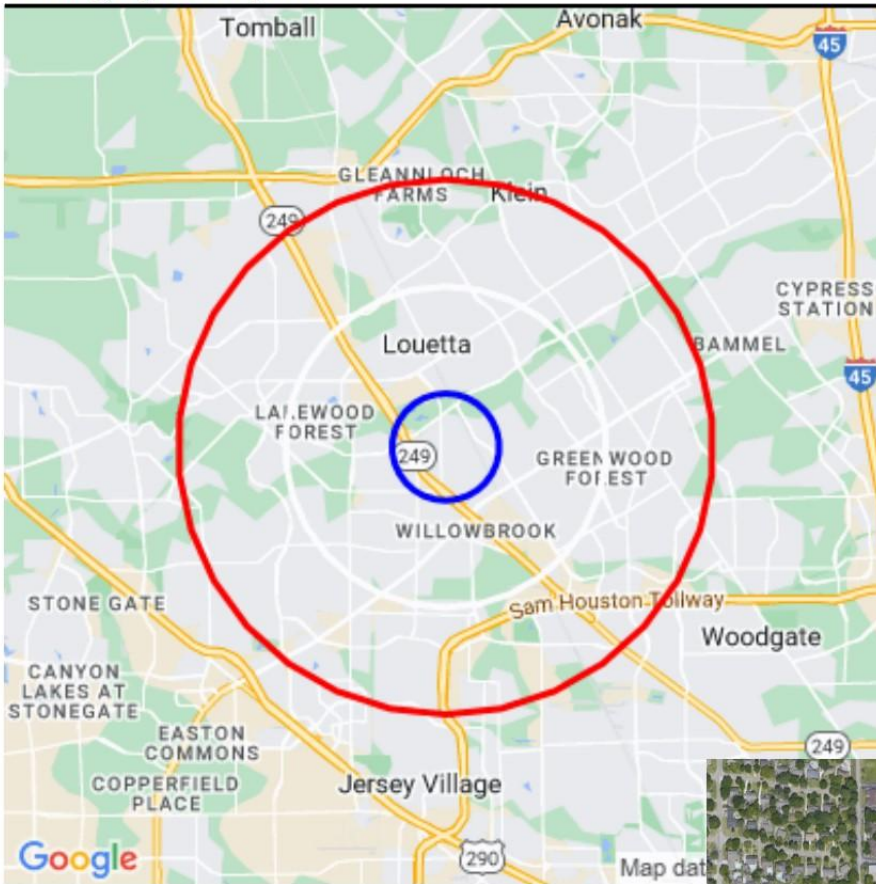 Tomball
Avonak
45
GLEANNLOCH
FARMS
Klein
249
CYPRESS
STATION
BAMMEL
Louetta
45
LAKEWOOD
FOREST
249
GREENWOOD
FOREST
WILLOWBROOK
STONE GATE
Sam Houston Tollway
Woodgate
CANYON
LAKES AT
STONEGATE
EASTON
COMMONS
249
COPPERFIELD
PLACE
Jersey Village
Google
290
Map dat